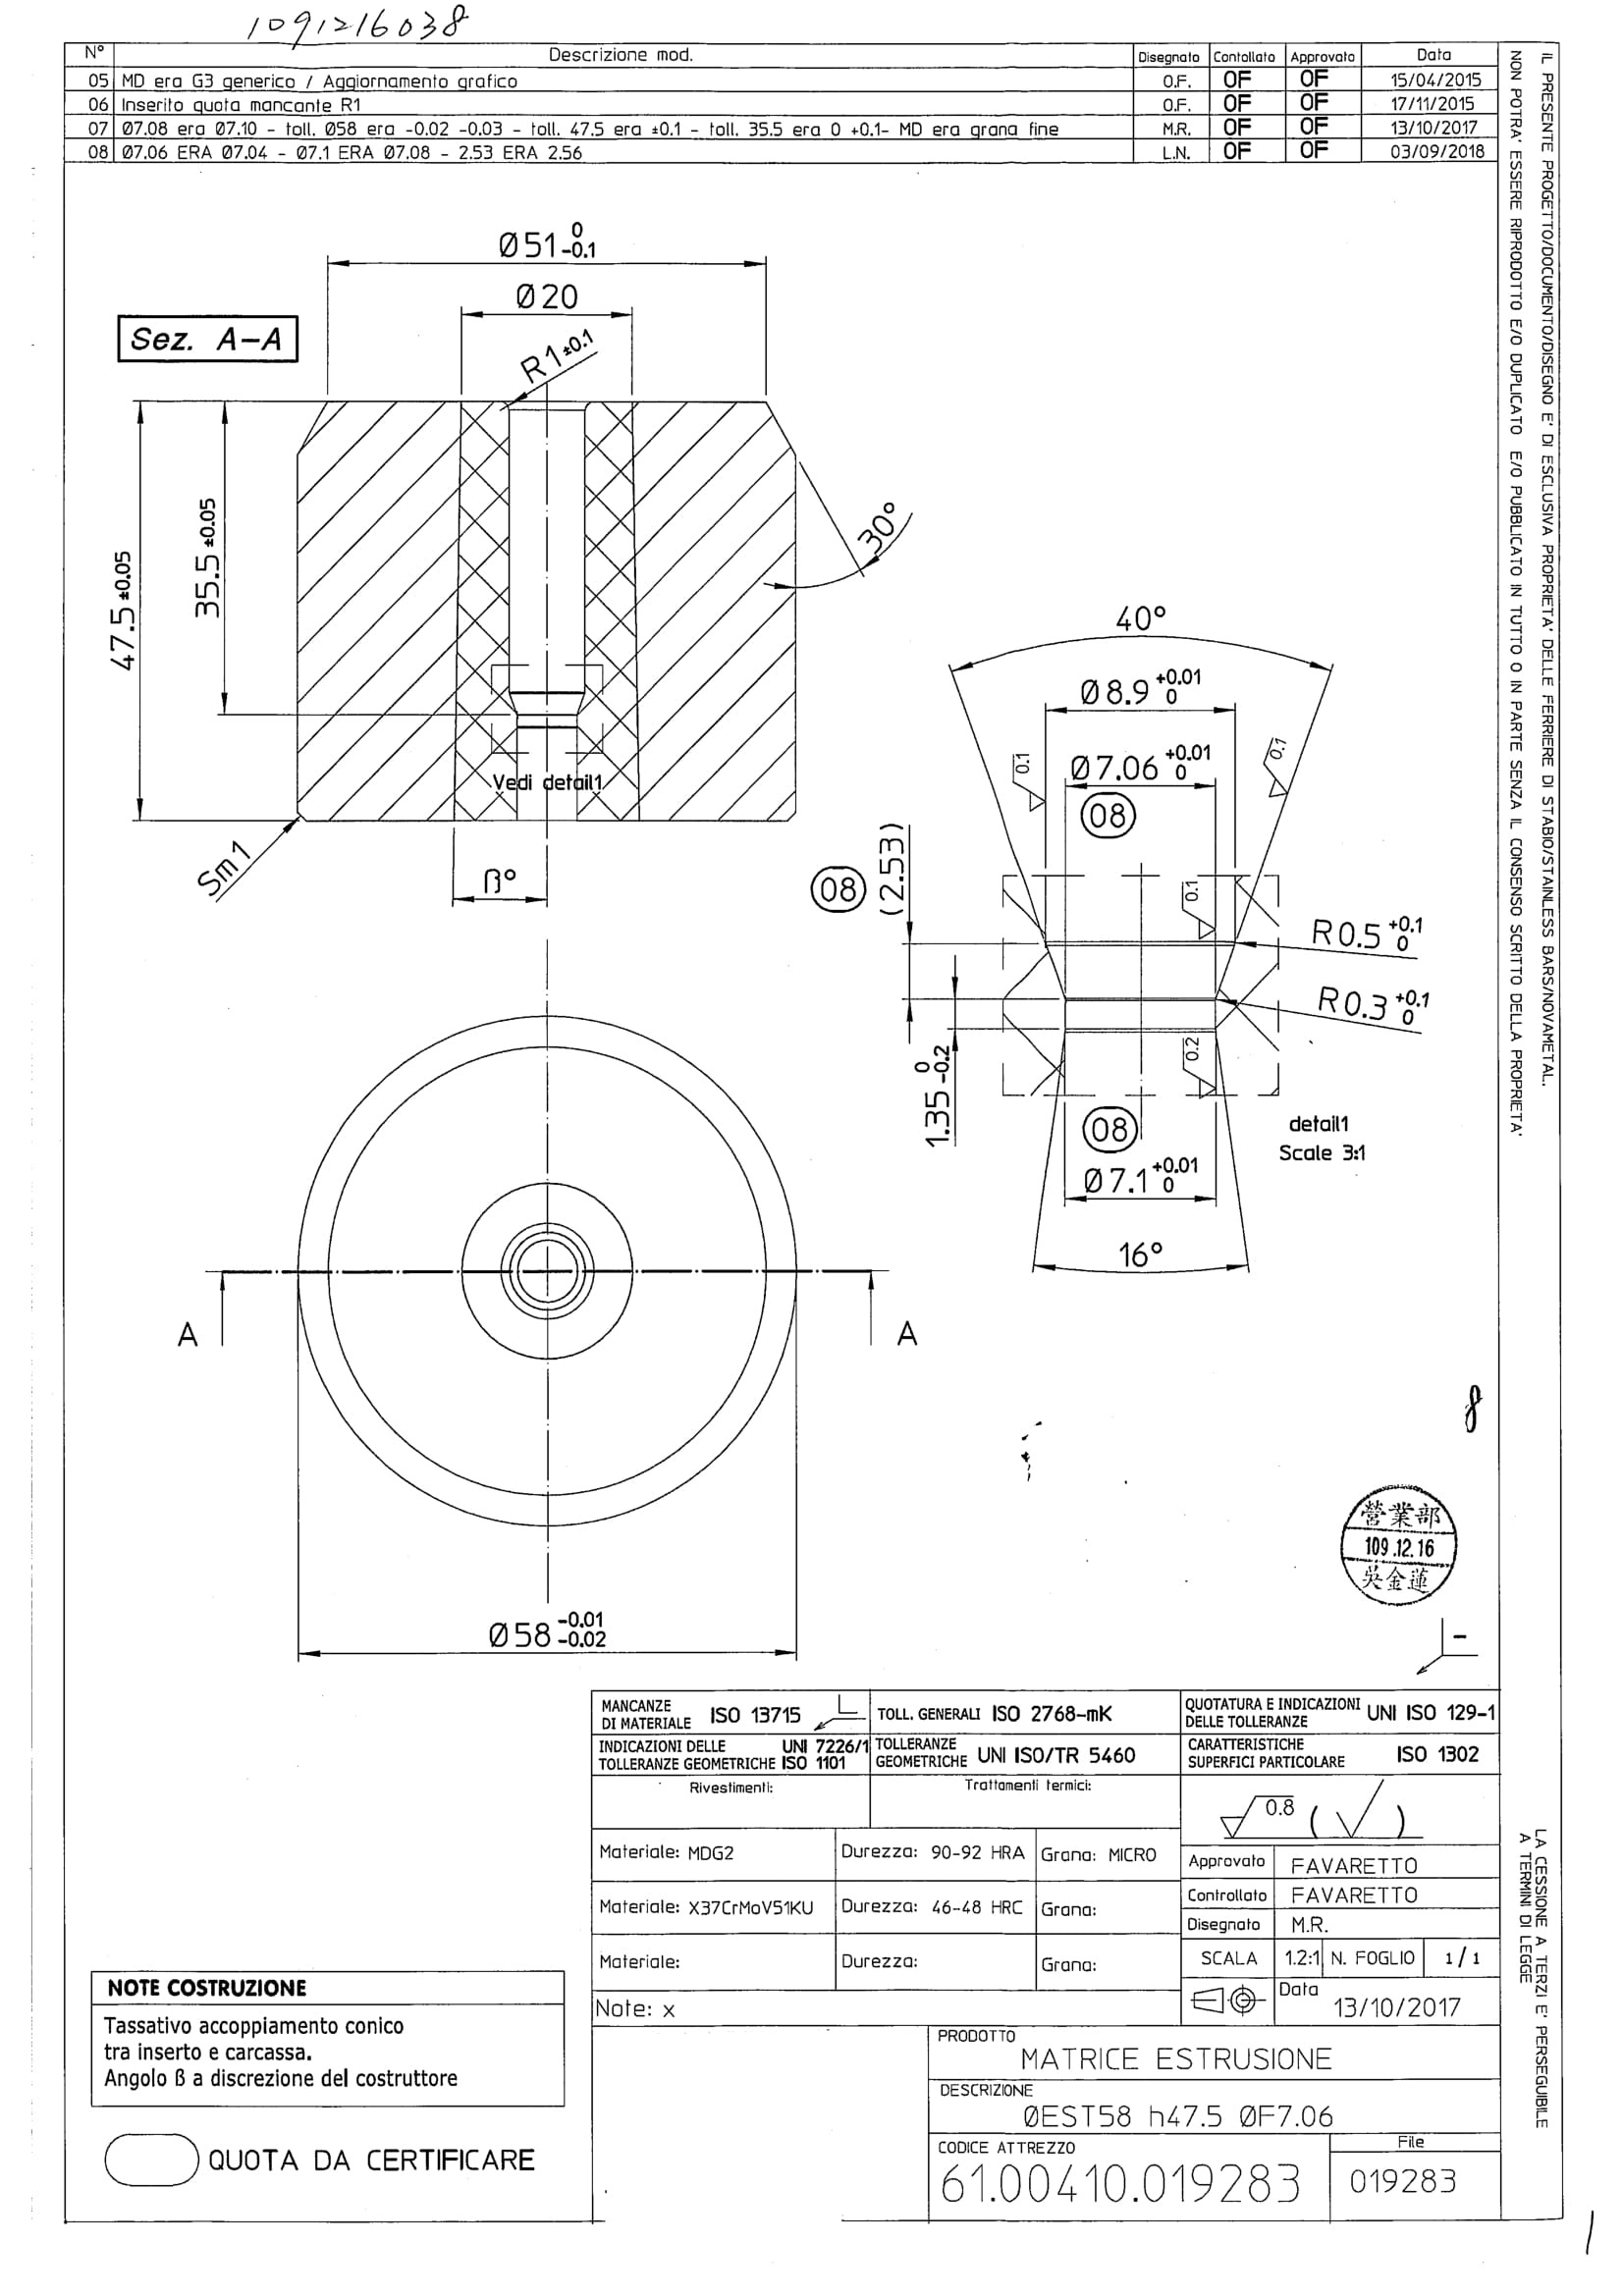 1091216038
N° Descrizione mod. Disegnato Contollato Approvato Data
05 MD era G3 generico / Aggiornamento grafico O.F. OF OF 15/04/2015
06 Inserito quota mancante R1 O.F. OF OF 17/11/2015
07 Ø7.08 era Ø7.10 - toll. Ø58 era -0.02 -0.03 - toll. 47.5 era ±0.1 - toll. 35.5 era 0 +0.1- MD era grana fine M.R. OF OF 13/10/2017
08 Ø7.06 ERA Ø7.04 - Ø7.1 ERA Ø7.08 - 2.53 ERA 2.56 L.N. OF OF 03/09/2018
IL PRESENTE PROGETTO/DOCUMENTO/DISEGNO E' DI ESCLUSIVA PROPRIETA' DELLE FERRIERE DI STABIO/STAINLESS BARS/NOVAMETAL.
NON POTRA' ESSERE RIPRODOTTO E/O DUPLICATO E/O PUBBLICATO IN TUTTO O IN PARTE SENZA IL CONSENSO SCRITTO DELLA PROPRIETA'
LA CESSIONE A TERZI E' PERSEGUIBILE
A TERMINI DI LEGGE
Ø51 0 -0.1
Ø20
Sez. A-A
R1±0.1
47.5±0.05
35.5±0.05
30°
Vedi detail1
Sm1
ß°
40°
Ø8.9 +0.01 0
0.1
Ø7.06 +0.01 0
0.1
08
08
(2.53)
0.1
R0.5 +0.1 0
R0.3 +0.1 0
1.35 0 -0.2
0.2
08
detail1
Scale 3:1
Ø7.1 +0.01 0
16°
A
A
Ø58 -0.01 -0.02
8
營業部
109.12.16
吳金蓮
MANCANZE
DI MATERIALE ISO 13715
TOLL. GENERALI ISO 2768-mK
QUOTATURA E INDICAZIONI
DELLE TOLLERANZE UNI ISO 129-1
INDICAZIONI DELLE UNI 7226/1
TOLLERANZE GEOMETRICHE ISO 1101
TOLLERANZE
GEOMETRICHE UNI ISO/TR 5460
CARATTERISTICHE
SUPERFICI PARTICOLARE ISO 1302
Rivestimenti:
Trattamenti termici:
0.8 ( )
Materiale: MDG2 Durezza: 90-92 HRA Grana: MICRO
Materiale: X37CrMoV51KU Durezza: 46-48 HRC Grana:
Materiale: Durezza: Grana:
Note: x
Approvato FAVARETTO
Controllato FAVARETTO
Disegnato M.R.
SCALA 1.2:1 N. FOGLIO 1/1
Data 13/10/2017
PRODOTTO
MATRICE ESTRUSIONE
DESCRIZIONE
ØEST58 h47.5 ØF7.06
CODICE ATTREZZO
61.00410.019283
File
019283
NOTE COSTRUZIONE
Tassativo accoppiamento conico
tra inserto e carcassa.
Angolo ß a discrezione del costruttore
QUOTA DA CERTIFICARE